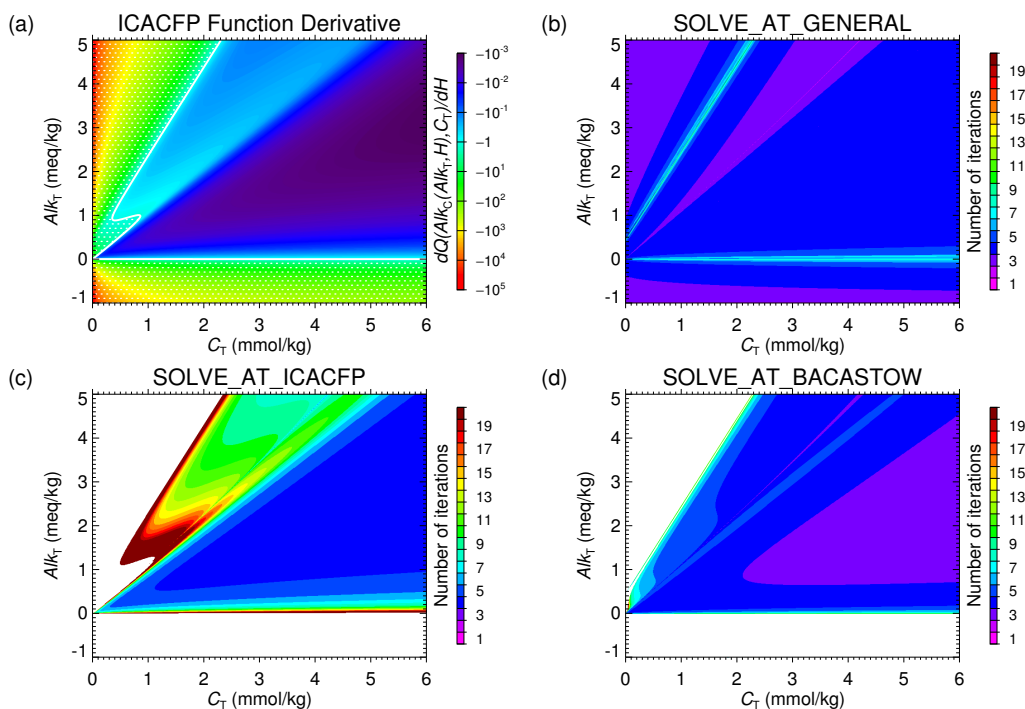 (a)
ICACFP Function Derivative
5
4
3
2
1
0
-1
Alk_T (meq/kg)
0 1 2 3 4 5 6
C_T (mmol/kg)
−10^-3
−10^-2
−10^-1
−1
−10^1
−10^2
−10^3
−10^4
−10^5
dQ(Alk_C(Alk_T,H),C_T)/dH
(b)
SOLVE_AT_GENERAL
5
4
3
2
1
0
-1
Alk_T (meq/kg)
0 1 2 3 4 5 6
C_T (mmol/kg)
19
17
15
13
11
9
7
5
3
1
Number of iterations
(c)
SOLVE_AT_ICACFP
5
4
3
2
1
0
-1
Alk_T (meq/kg)
0 1 2 3 4 5 6
C_T (mmol/kg)
19
17
15
13
11
9
7
5
3
1
Number of iterations
(d)
SOLVE_AT_BACASTOW
5
4
3
2
1
0
-1
Alk_T (meq/kg)
0 1 2 3 4 5 6
C_T (mmol/kg)
19
17
15
13
11
9
7
5
3
1
Number of iterations